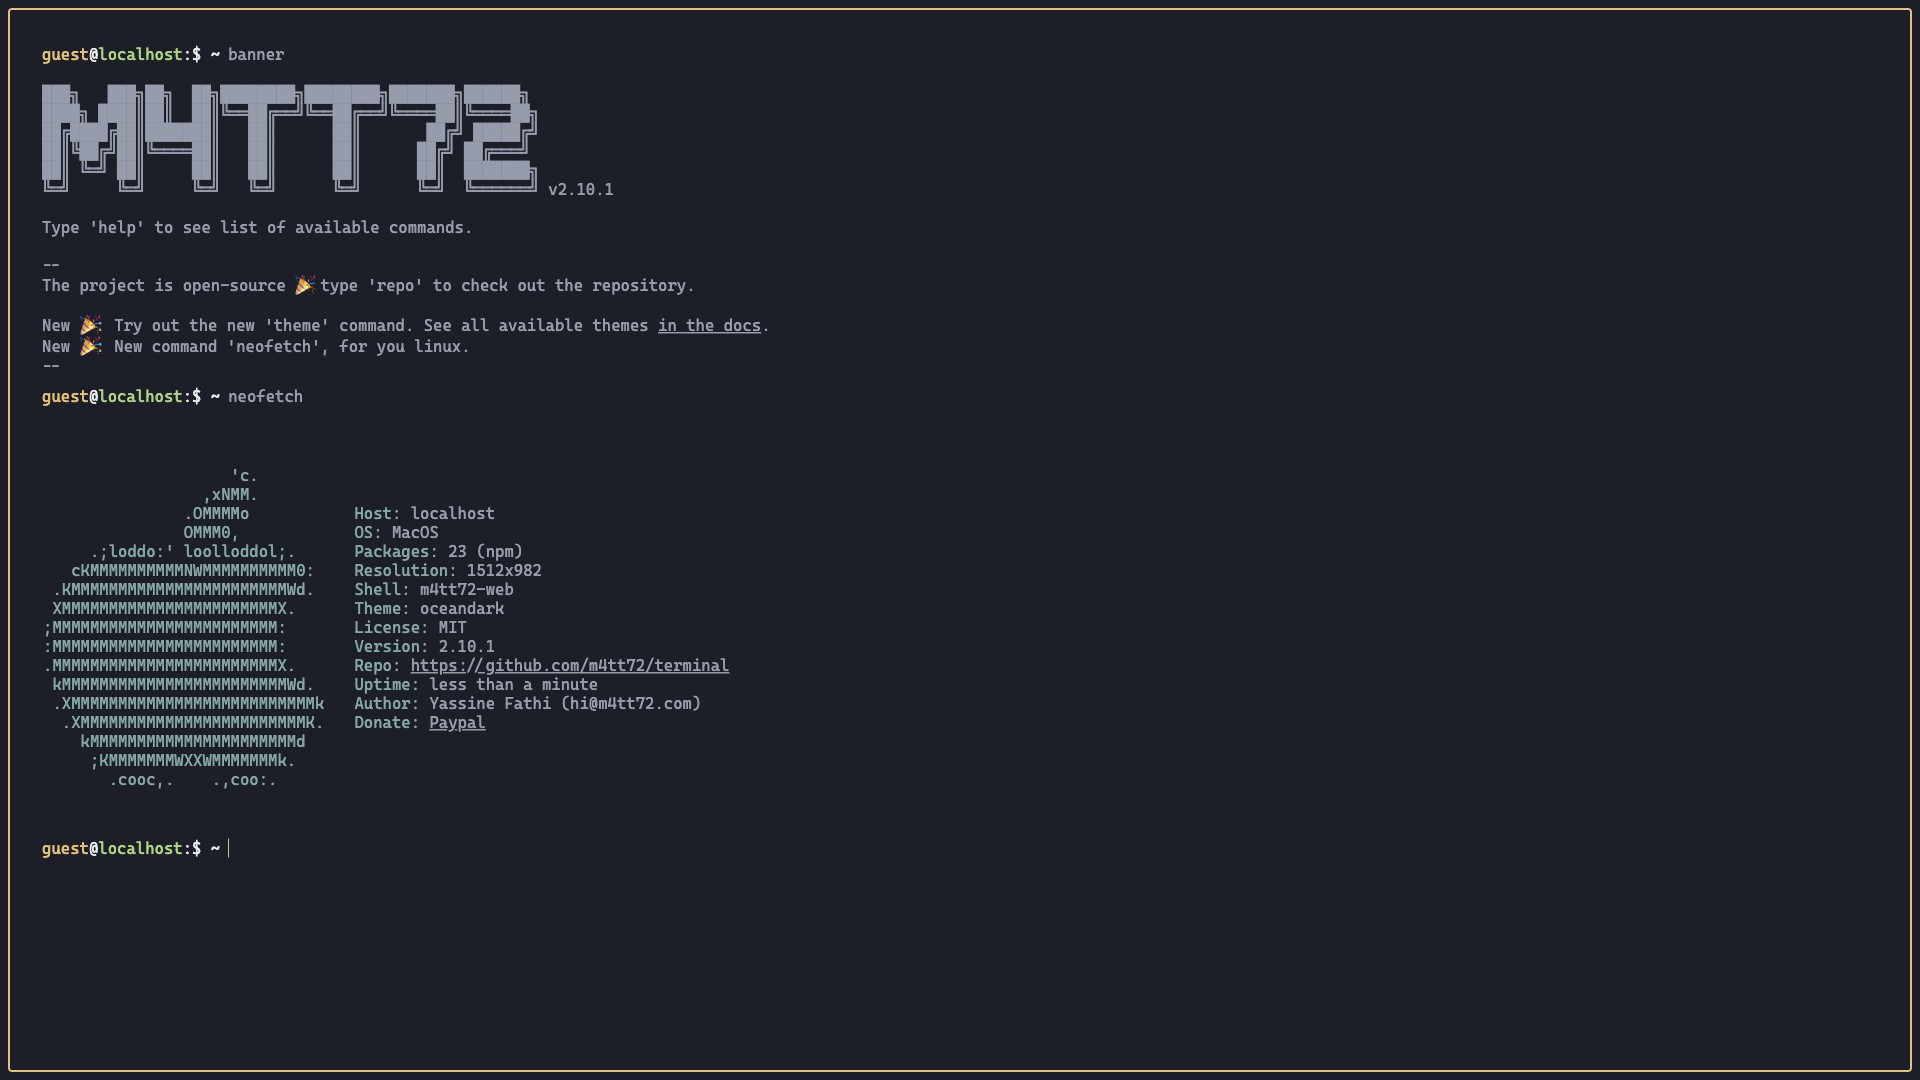 guest@localhost:$ ~ banner
M4TT72 v2.10.1
Type 'help' to see list of available commands.
--
The project is open-source 🎉 type 'repo' to check out the repository.
New 🎉 Try out the new 'theme' command. See all available themes in the docs.
New 🎉 New command 'neofetch', for you linux.
--
guest@localhost:$ ~ neofetch
'c.
,xNMM.
.OMMMMo Host: localhost
OMMM0, OS: MacOS
.;loddo:' loolloddol;. Packages: 23 (npm)
cKMMMMMMMMMMNWMMMMMMMMMM0: Resolution: 1512x982
.KMMMMMMMMMMMMMMMMMMMMMMMWd. Shell: m4tt72-web
XMMMMMMMMMMMMMMMMMMMMMMMX. Theme: oceandark
;MMMMMMMMMMMMMMMMMMMMMMMM: License: MIT
:MMMMMMMMMMMMMMMMMMMMMMMM: Version: 2.10.1
.MMMMMMMMMMMMMMMMMMMMMMMMX. Repo: https://github.com/m4tt72/terminal
kMMMMMMMMMMMMMMMMMMMMMMMMWd. Uptime: less than a minute
.XMMMMMMMMMMMMMMMMMMMMMMMMMMk Author: Yassine Fathi (hi@m4tt72.com)
.XMMMMMMMMMMMMMMMMMMMMMMMMK. Donate: Paypal
kMMMMMMMMMMMMMMMMMMMMMMd
;KMMMMMMMWXXWMMMMMMMk.
.cooc,. .,coo:.
guest@localhost:$ ~